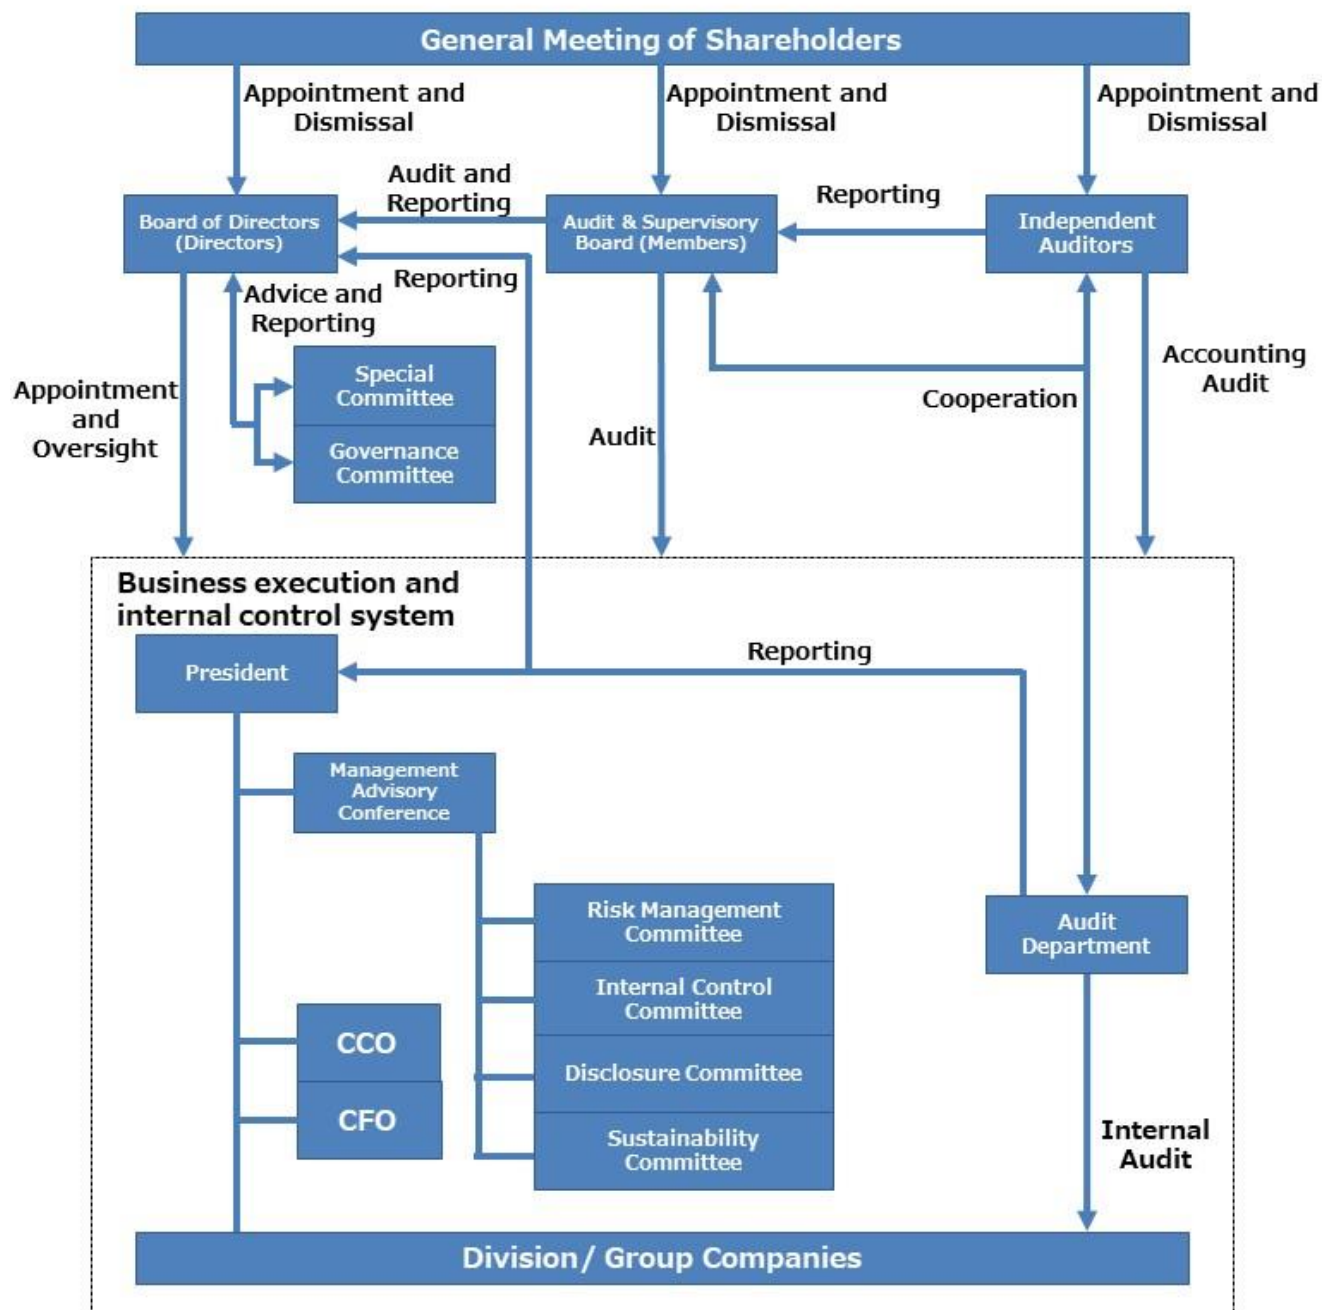 General Meeting of Shareholders
Appointment and
Dismissal
Appointment and
Dismissal
Appointment and
Dismissal
Audit and
Reporting
Reporting
Board of Directors
(Directors)
Audit & Supervisory
Board (Members)
Independent
Auditors
Reporting
Advice and
Reporting
Special
Committee
Governance
Committee
Appointment
and
Oversight
Audit
Cooperation
Accounting
Audit
Business execution and
internal control system
President
Reporting
Management
Advisory
Conference
Risk Management
Committee
Internal Control
Committee
Disclosure Committee
Sustainability
Committee
Audit
Department
CCO
CFO
Internal
Audit
Division / Group Companies